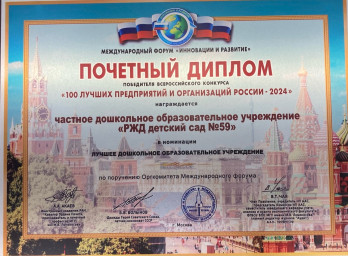 МЕЖДУНАРОДНЫЙ ФОРУМ "ИННОВАЦИИ И РАЗВИТИЕ"
ПОЧЕТНЫЙ ДИПЛОМ
ПОБЕДИТЕЛЯ ВСЕРОССИЙСКОГО КОНКУРСА
"100 ЛУЧШИХ ПРЕДПРИЯТИЙ И ОРГАНИЗАЦИЙ РОССИИ - 2024"
награждается
частное дошкольное образовательное учреждение
«РЖД детский сад №59»
в номинации
ЛУЧШЕЕ ДОШКОЛЬНОЕ ОБРАЗОВАТЕЛЬНОЕ УЧРЕЖДЕНИЕ
по поручению Оргкомитета Международного форума
г. Москва